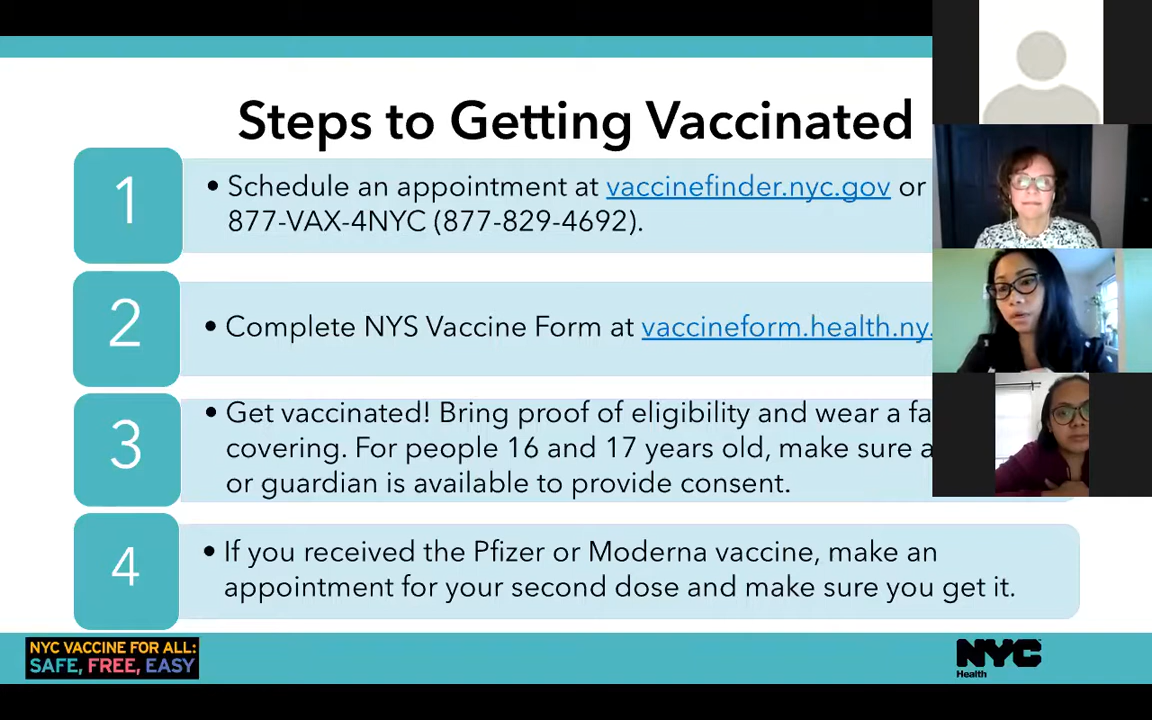 Steps to Getting Vaccinated
1
• Schedule an appointment at vaccinefinder.nyc.gov or
877-VAX-4NYC (877-829-4692).
2
• Complete NYS Vaccine Form at vaccineform.health.ny.
3
• Get vaccinated! Bring proof of eligibility and wear a fa
covering. For people 16 and 17 years old, make sure a
or guardian is available to provide consent.
4
• If you received the Pfizer or Moderna vaccine, make an
appointment for your second dose and make sure you get it.
NYC VACCINE FOR ALL:
SAFE, FREE, EASY
NYC
Health